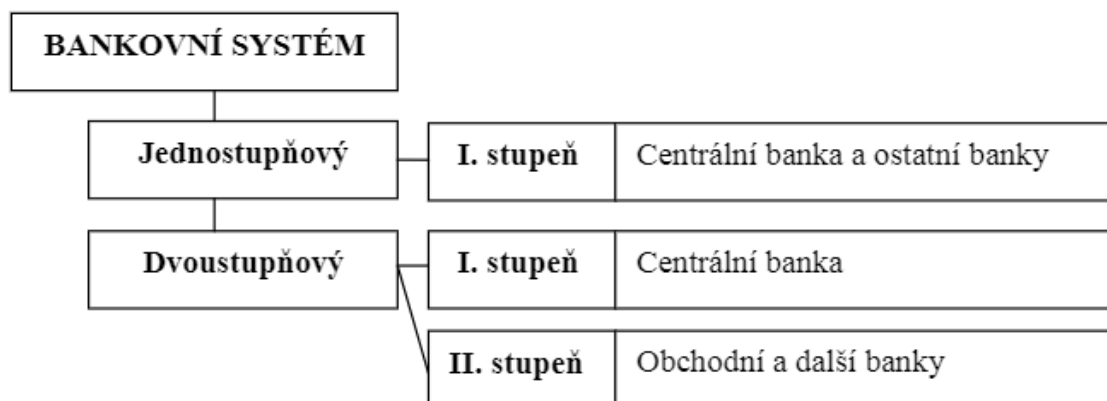 BANKOVNÍ SYSTÉM
Jednostupňový I. stupeň Centrální banka a ostatní banky
Dvoustupňový I. stupeň Centrální banka
II. stupeň Obchodní a další banky